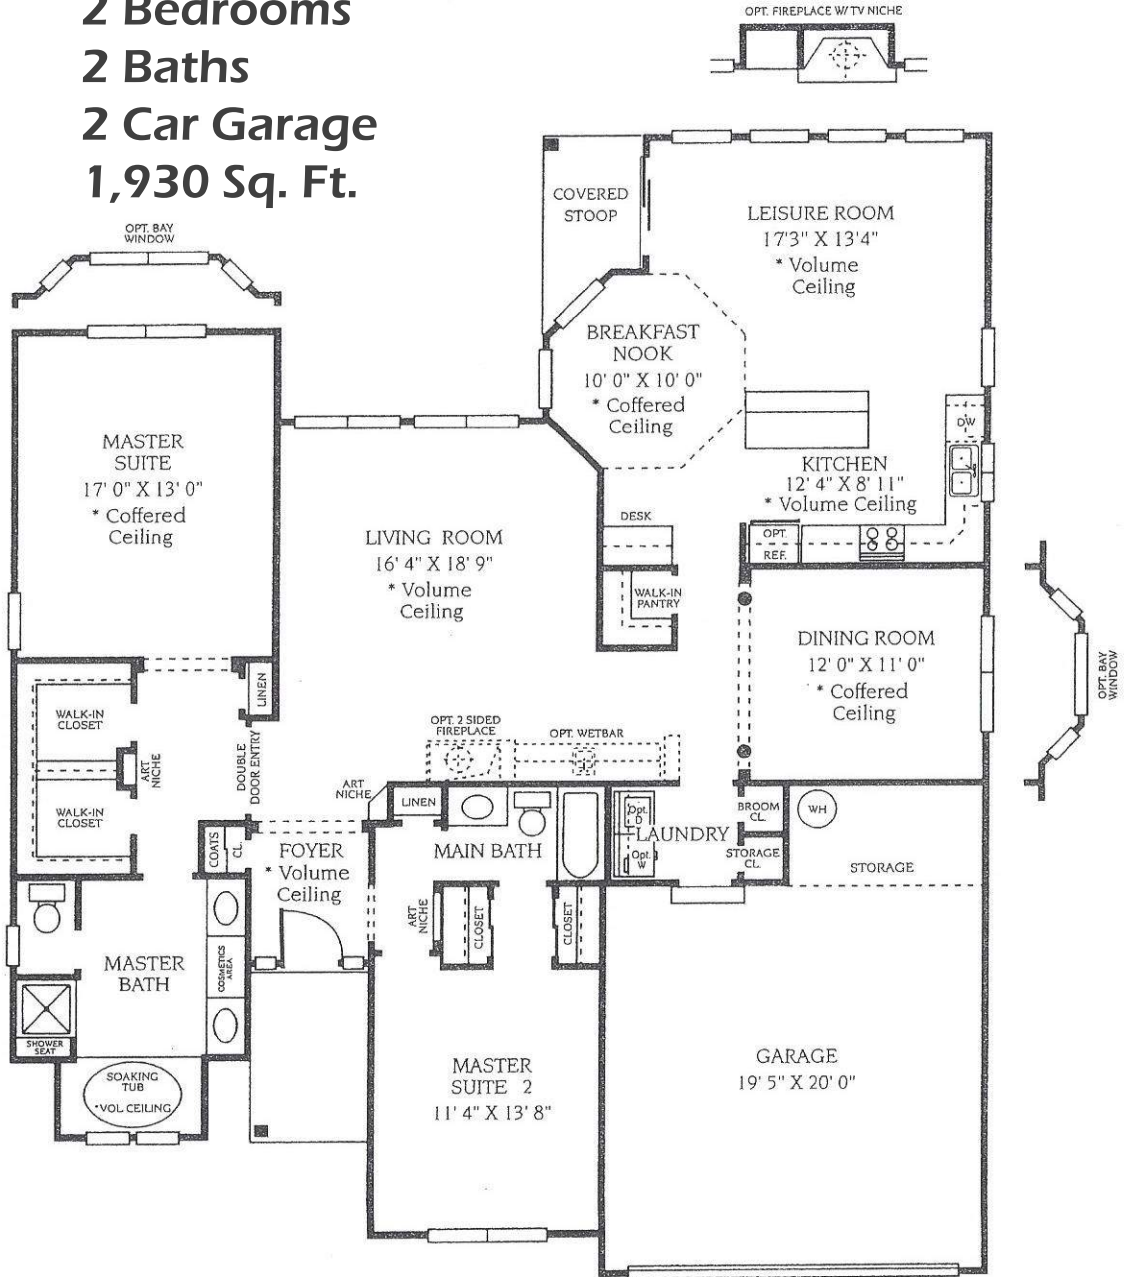 2 Bedrooms
2 Baths
2 Car Garage
1,930 Sq. Ft.
OPT. FIREPLACE W/ TV NICHE
COVERED
STOOP
LEISURE ROOM
17'3" X 13'4"
* Volume
Ceiling
OPT. BAY
WINDOW
BREAKFAST
NOOK
10' 0" X 10' 0"
* Coffered
Ceiling
MASTER
SUITE
17' 0" X 13' 0"
* Coffered
Ceiling
DW
KITCHEN
12' 4" X 8' 11"
* Volume Ceiling
LIVING ROOM
16' 4" X 18' 9"
* Volume
Ceiling
DESK
OPT.
REF.
WALK-IN
PANTRY
DINING ROOM
12' 0" X 11' 0"
* Coffered
Ceiling
OPT. BAY
WINDOW
LINEN
WALK-IN
CLOSET
ART
NICHE
WALK-IN
CLOSET
DOUBLE
DOOR ENTRY
OPT. 2 SIDED
FIREPLACE
OPT. WETBAR
ART
NICHE
LINEN
MAIN BATH
Opt.
D
LAUNDRY
Opt.
W
BROOM
CL.
STORAGE
CL.
WH
STORAGE
COATS
CL.
FOYER
* Volume
Ceiling
ART
NICHE
CLOSET
CLOSET
MASTER
BATH
COSMETICS
AREA
SHOWER
SEAT
SOAKING
TUB
*VOL CEILING
MASTER
SUITE 2
11' 4" X 13' 8"
GARAGE
19' 5" X 20' 0"